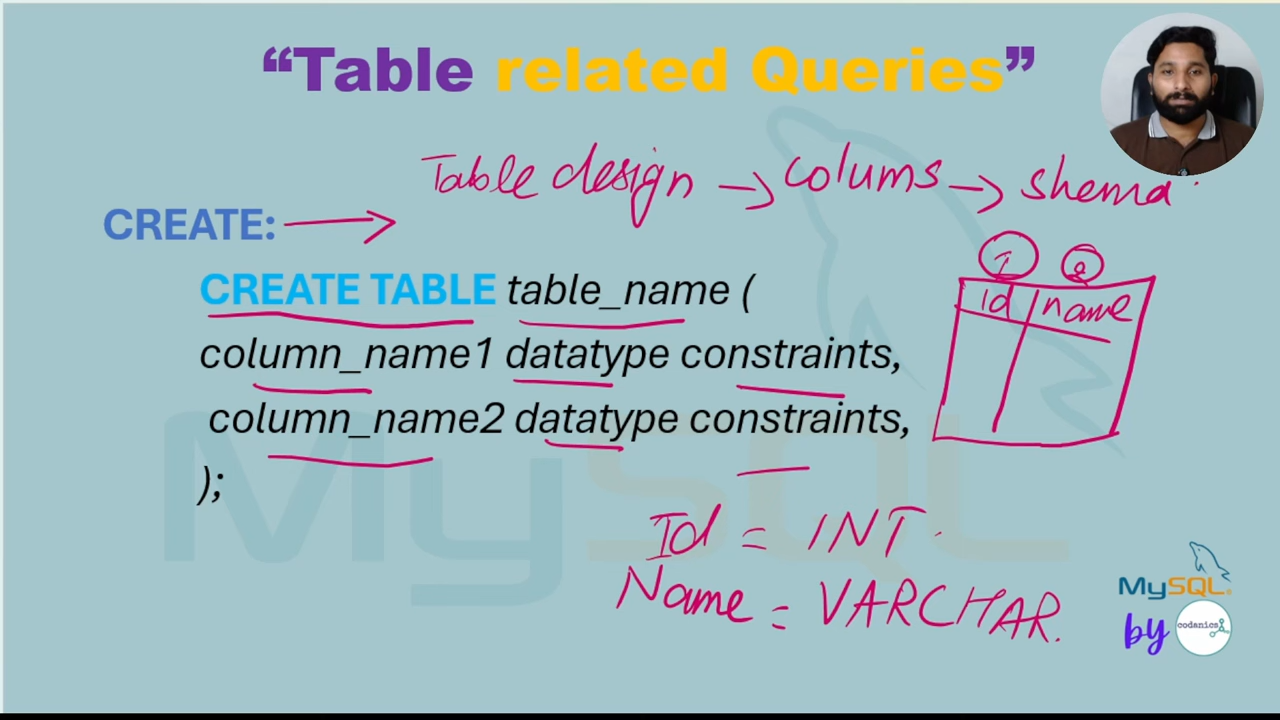 “Table related Queries”
Table design → colums → shema
CREATE: →
1 2
id name
CREATE TABLE table_name (
column_name1 datatype constraints,
column_name2 datatype constraints,
);
Id = INT.
Name = VARCHAR.
MySQL
MySQL
by codanics